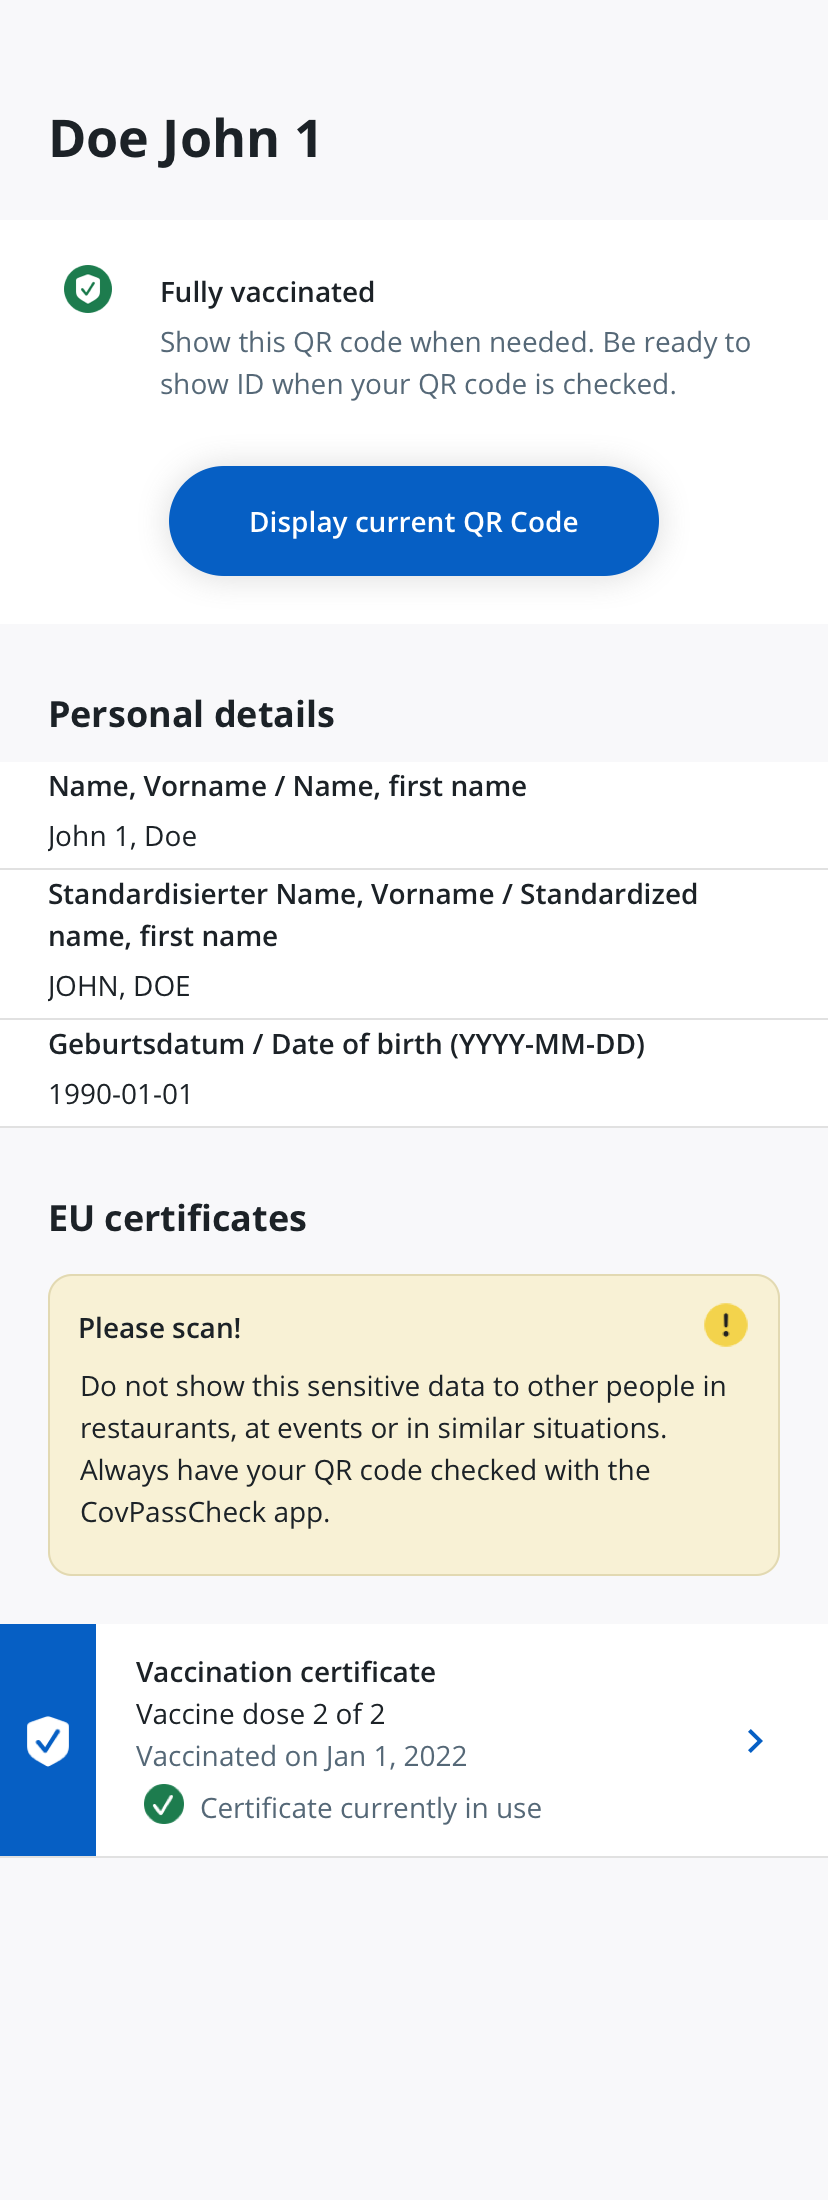 Doe John 1
Fully vaccinated
Show this QR code when needed. Be ready to
show ID when your QR code is checked.
Display current QR Code
Personal details
Name, Vorname / Name, first name
John 1, Doe
Standardisierter Name, Vorname / Standardized
name, first name
JOHN, DOE
Geburtsdatum / Date of birth (YYYY-MM-DD)
1990-01-01
EU certificates
Please scan!
Do not show this sensitive data to other people in
restaurants, at events or in similar situations.
Always have your QR code checked with the
CovPassCheck app.
Vaccination certificate
Vaccine dose 2 of 2
Vaccinated on Jan 1, 2022
Certificate currently in use